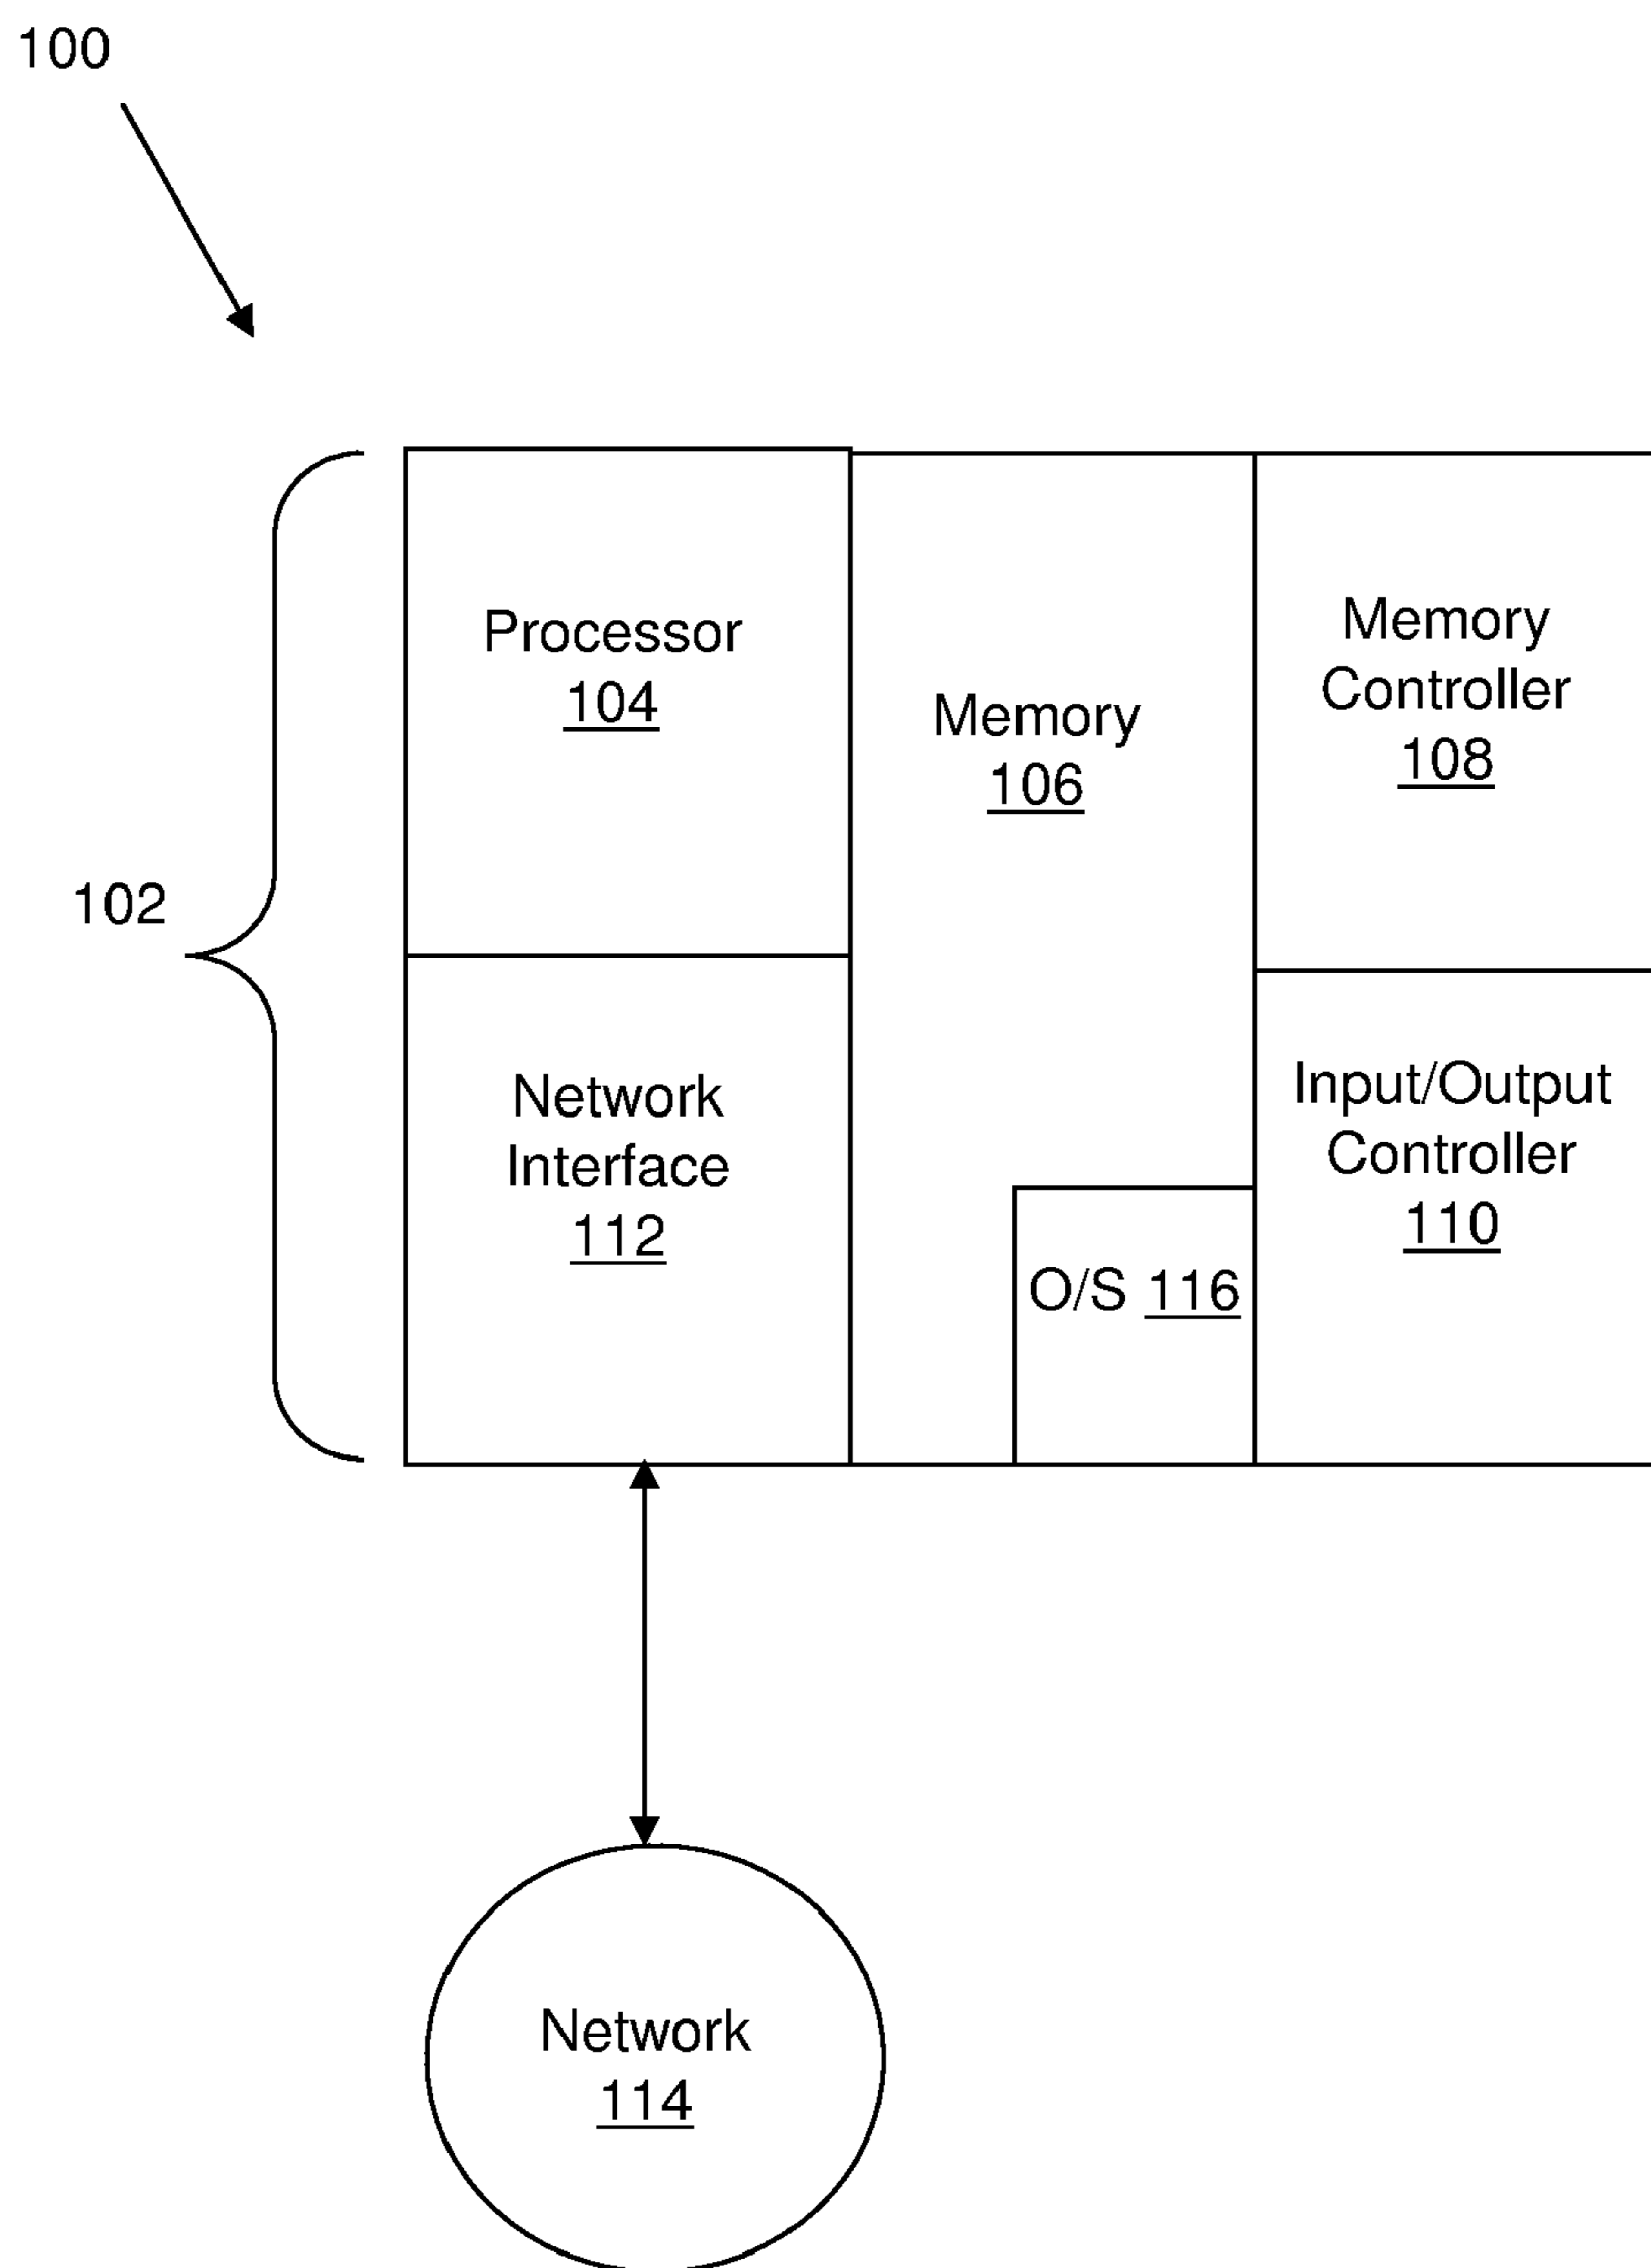 100
102
Processor
104
Memory
106
Memory
Controller
108
Network
Interface
112
O/S 116
Input/Output
Controller
110
Network
114